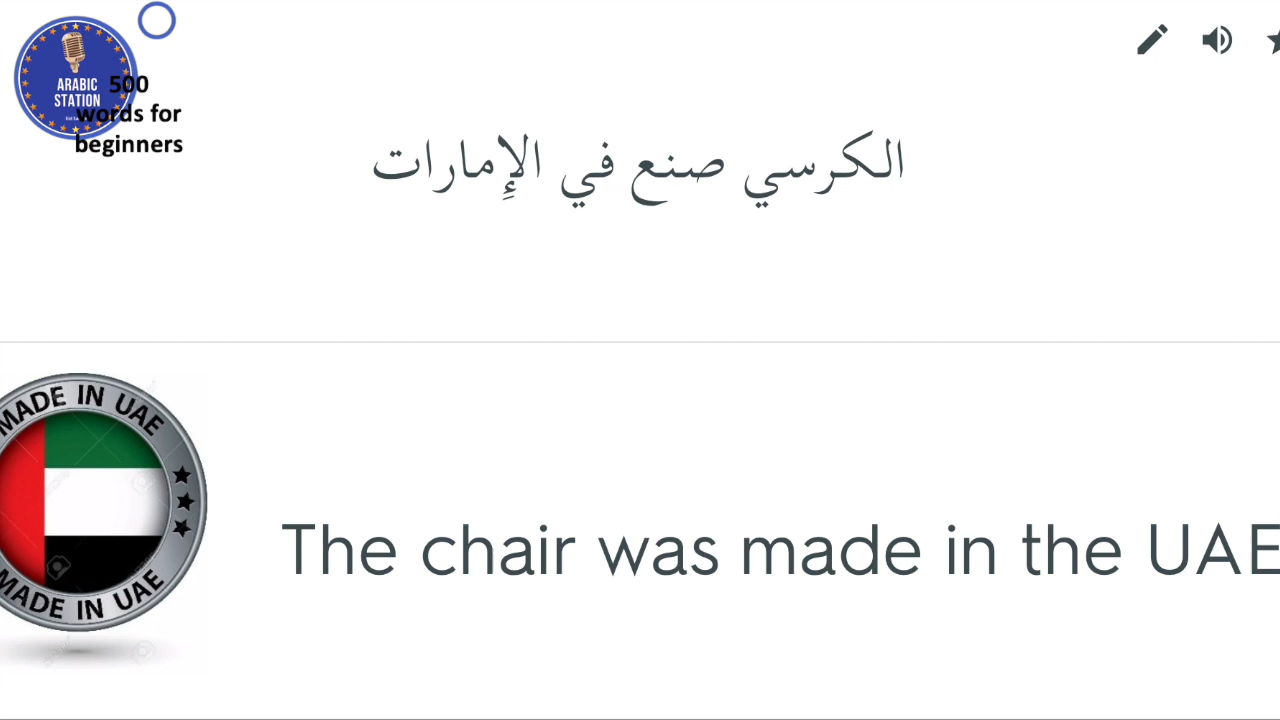 ARABIC
STATION
500
words for
beginners
الكرسي صنع في الإِمارات
MADE IN UAE
MADE IN UAE
The chair was made in the UAE